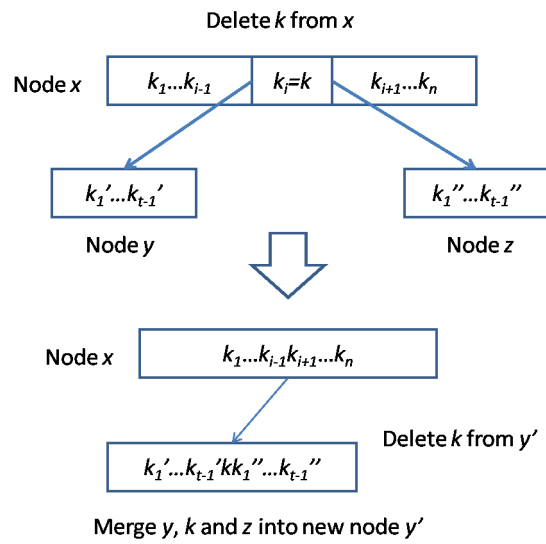 Delete k from x
Node x k₁...kᵢ₋₁ kᵢ=k kᵢ₊₁...kₙ
k₁'...kₜ₋₁' k₁''...kₜ₋₁''
Node y Node z
Node x k₁...kᵢ₋₁kᵢ₊₁...kₙ
Delete k from y'
k₁'...kₜ₋₁'kk₁''...kₜ₋₁''
Merge y, k and z into new node y'